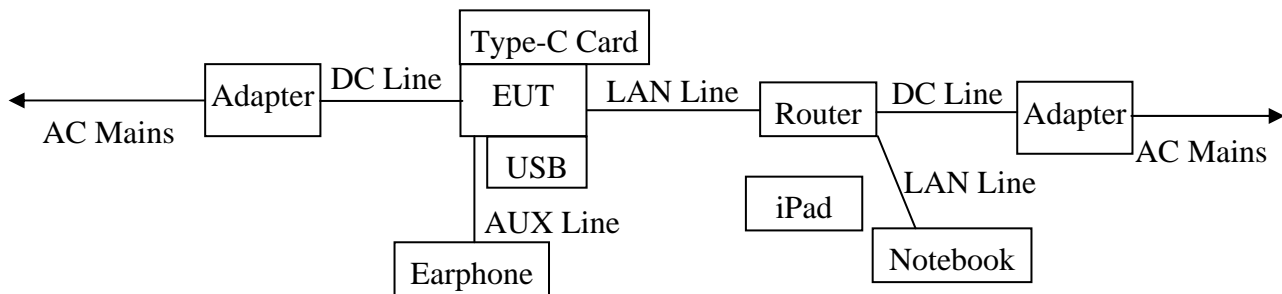 Type-C Card
Adapter
DC Line
EUT
LAN Line
Router
DC Line
Adapter
AC Mains
AC Mains
USB
LAN Line
iPad
AUX Line
Earphone
Notebook